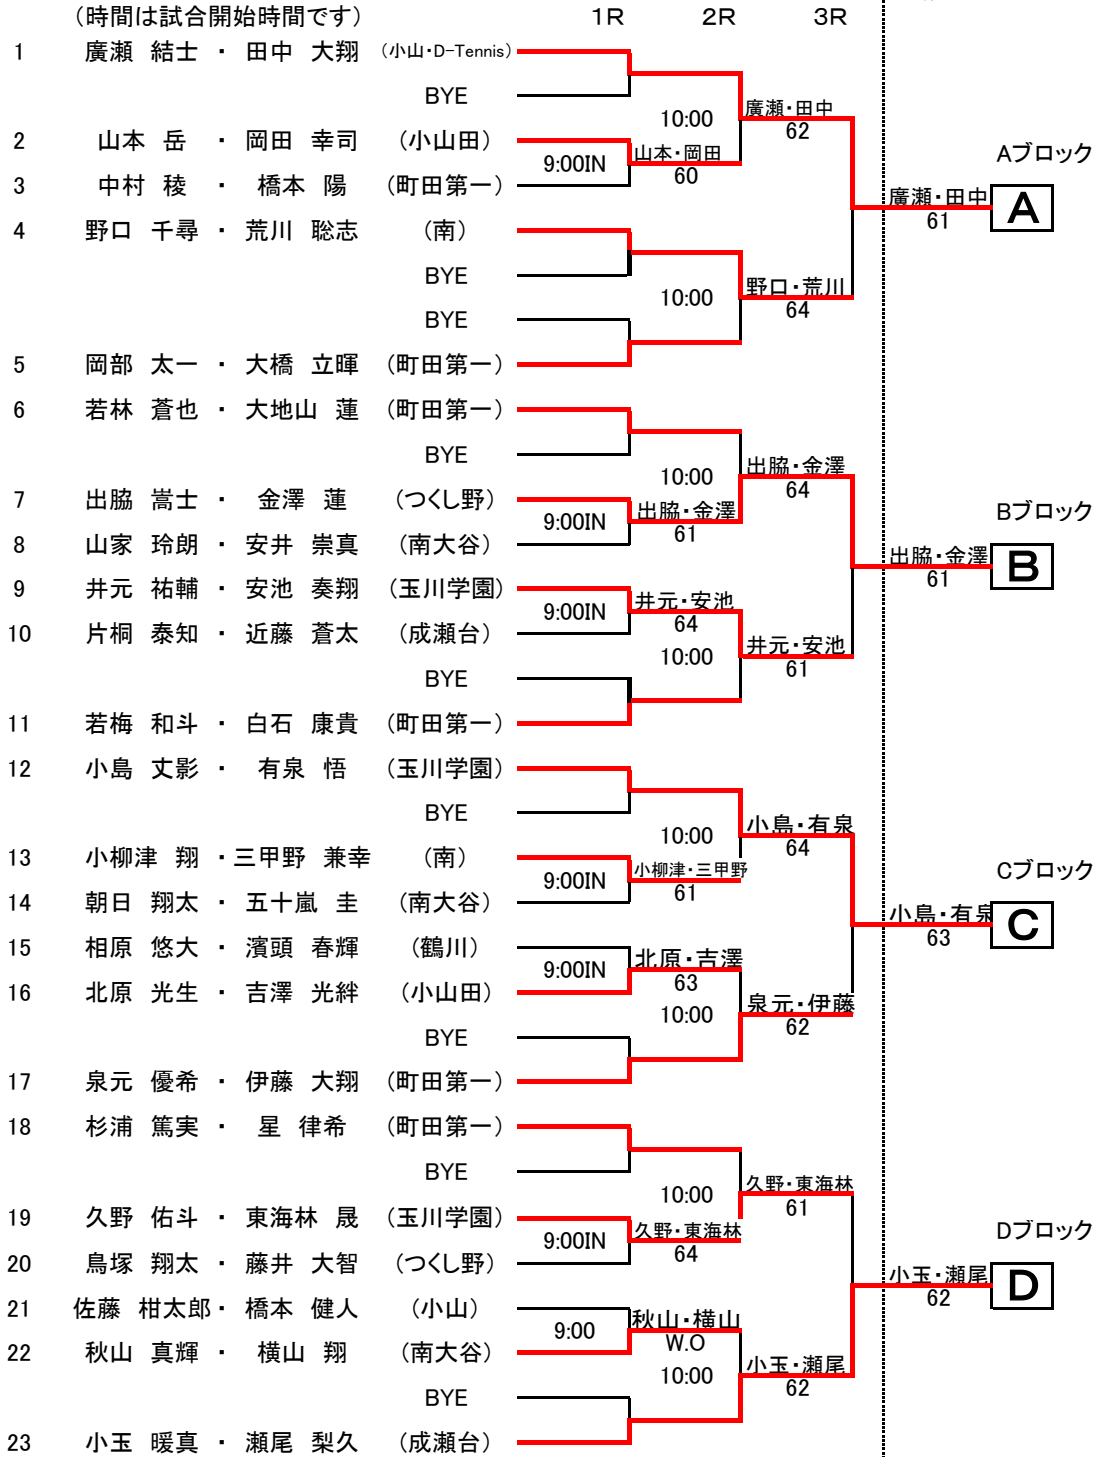 （時間は試合開始時間です） 1R 2R 3R
1 廣瀬 結士 ・ 田中 大翔 （小山・D-Tennis）
BYE
10:00 廣瀬・田中
62
2 山本 岳 ・ 岡田 幸司 （小山田）
9:00IN 山本・岡田
60
Aブロック
3 中村 稜 ・ 橋本 陽 （町田第一）
廣瀬・田中 A
61
4 野口 千尋 ・ 荒川 聡志 （南）
BYE
10:00 野口・荒川
64
BYE
5 岡部 太一 ・ 大橋 立暉 （町田第一）
6 若林 蒼也 ・ 大地山 蓮 （町田第一）
BYE
10:00 出脇・金澤
64
7 出脇 嵩士 ・ 金澤 蓮 （つくし野）
9:00IN 出脇・金澤
61
Bブロック
8 山家 玲朗 ・ 安井 崇真 （南大谷）
出脇・金澤 B
61
9 井元 祐輔 ・ 安池 奏翔 （玉川学園）
9:00IN 井元・安池
64
10 片桐 泰知 ・ 近藤 蒼太 （成瀬台）
10:00 井元・安池
61
BYE
11 若梅 和斗 ・ 白石 康貴 （町田第一）
12 小島 丈影 ・ 有泉 悟 （玉川学園）
BYE
10:00 小島・有泉
64
13 小柳津 翔 ・三甲野 兼幸 （南）
9:00IN 小柳津・三甲野
61
Cブロック
14 朝日 翔太 ・ 五十嵐 圭 （南大谷）
小島・有泉 C
63
15 相原 悠大 ・ 濱頭 春輝 （鶴川）
9:00IN 北原・吉澤
63
16 北原 光生 ・ 吉澤 光絆 （小山田）
10:00 泉元・伊藤
62
BYE
17 泉元 優希 ・ 伊藤 大翔 （町田第一）
18 杉浦 篤実 ・ 星 律希 （町田第一）
BYE
10:00 久野・東海林
61
19 久野 佑斗 ・ 東海林 晟 （玉川学園）
9:00IN 久野・東海林
64
Dブロック
20 鳥塚 翔太 ・ 藤井 大智 （つくし野）
小玉・瀬尾 D
62
21 佐藤 柑太郎・ 橋本 健人 （小山）
9:00 秋山・横山
W.O
22 秋山 真輝 ・ 横山 翔 （南大谷）
10:00 小玉・瀬尾
62
BYE
23 小玉 暖真 ・ 瀬尾 梨久 （成瀬台）